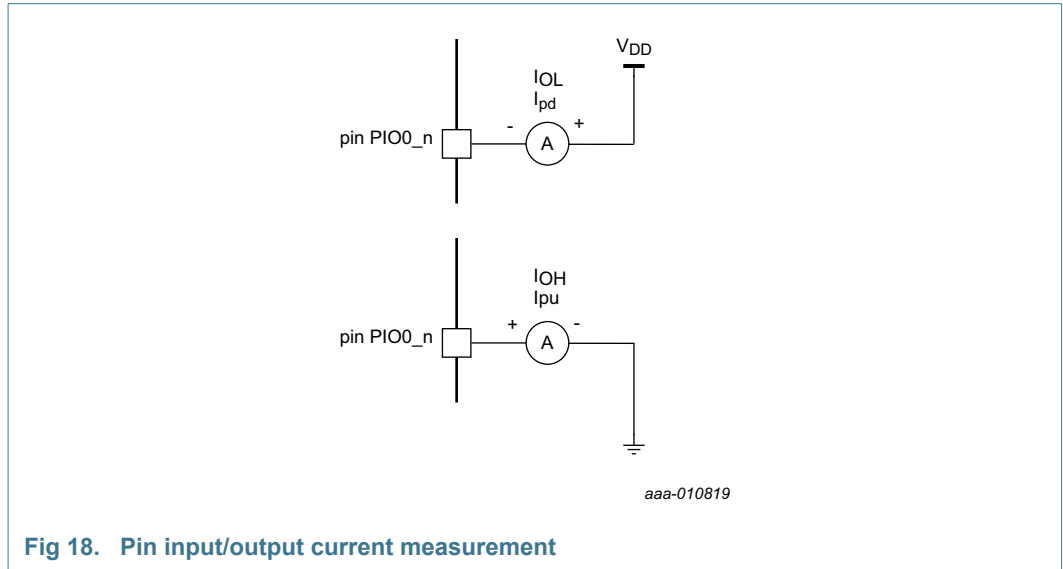 VDD
IOL
Ipd
- +
pin PIO0_n
A
IOH
Ipu
+ -
pin PIO0_n
A
aaa-010819
Fig 18. Pin input/output current measurement